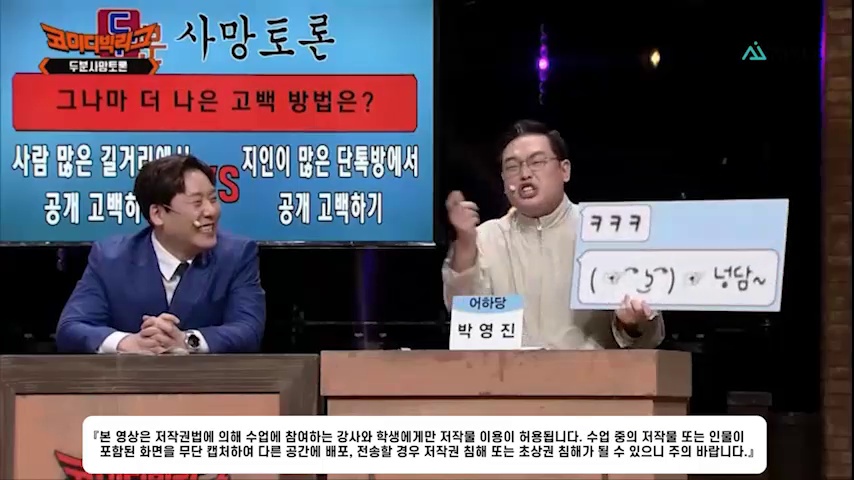 코미디빅리그
두분사망토론
사망토론
그나마 더 나은 고백 방법은?
사람 많은 길거리에서
공개 고백하기
VS
지인이 많은 단톡방에서
공개 고백하기
ㅋㅋㅋ
넝담~
어하당
박영진
『본 영상은 저작권법에 의해 수업에 참여하는 강사와 학생에게만 저작물 이용이 허용됩니다. 수업 중의 저작물 또는 인물이
포함된 화면을 무단 캡처하여 다른 공간에 배포, 전송할 경우 저작권 침해 또는 초상권 침해가 될 수 있으니 주의 바랍니다.』